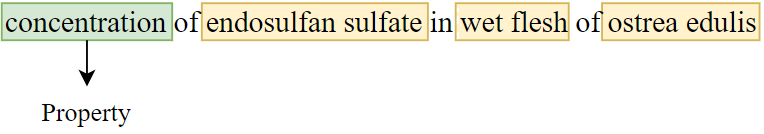 concentration of endosulfan sulfate in wet flesh of ostrea edulis
Property